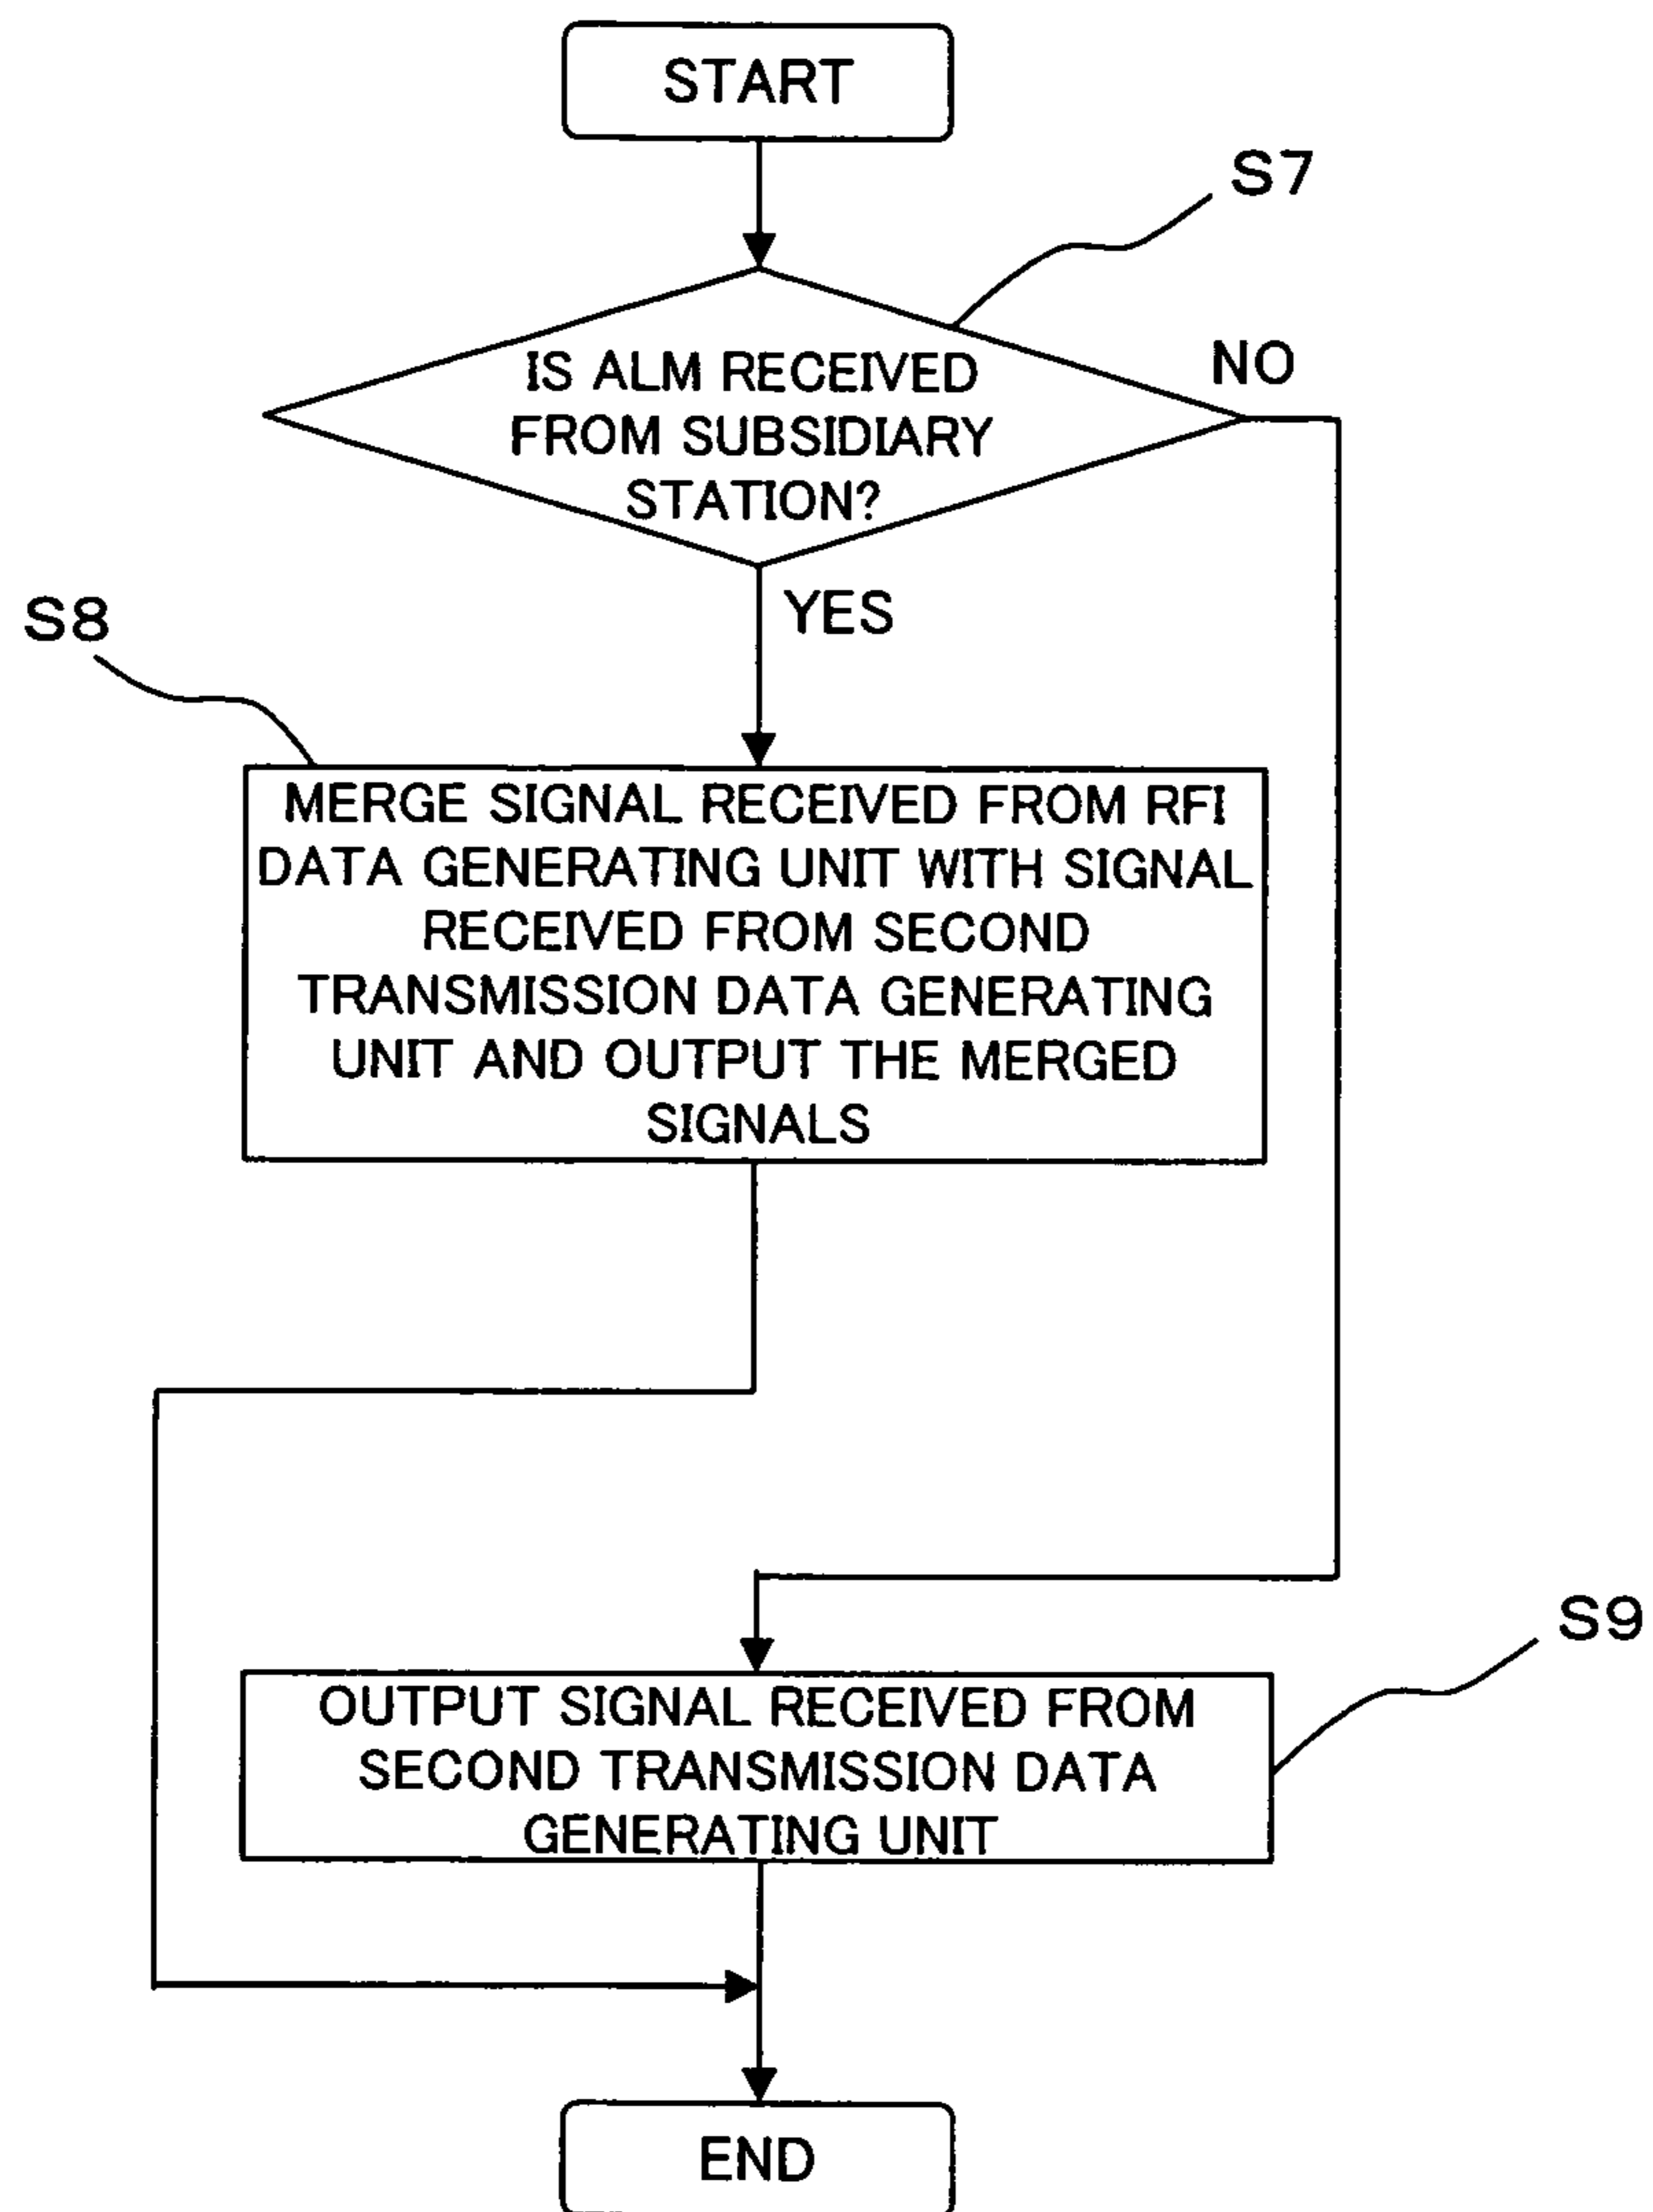 START
S7
IS ALM RECEIVED
FROM SUBSIDIARY
STATION?
NO
YES
S8
MERGE SIGNAL RECEIVED FROM RFI
DATA GENERATING UNIT WITH SIGNAL
RECEIVED FROM SECOND
TRANSMISSION DATA GENERATING
UNIT AND OUTPUT THE MERGED
SIGNALS
S9
OUTPUT SIGNAL RECEIVED FROM
SECOND TRANSMISSION DATA
GENERATING UNIT
END